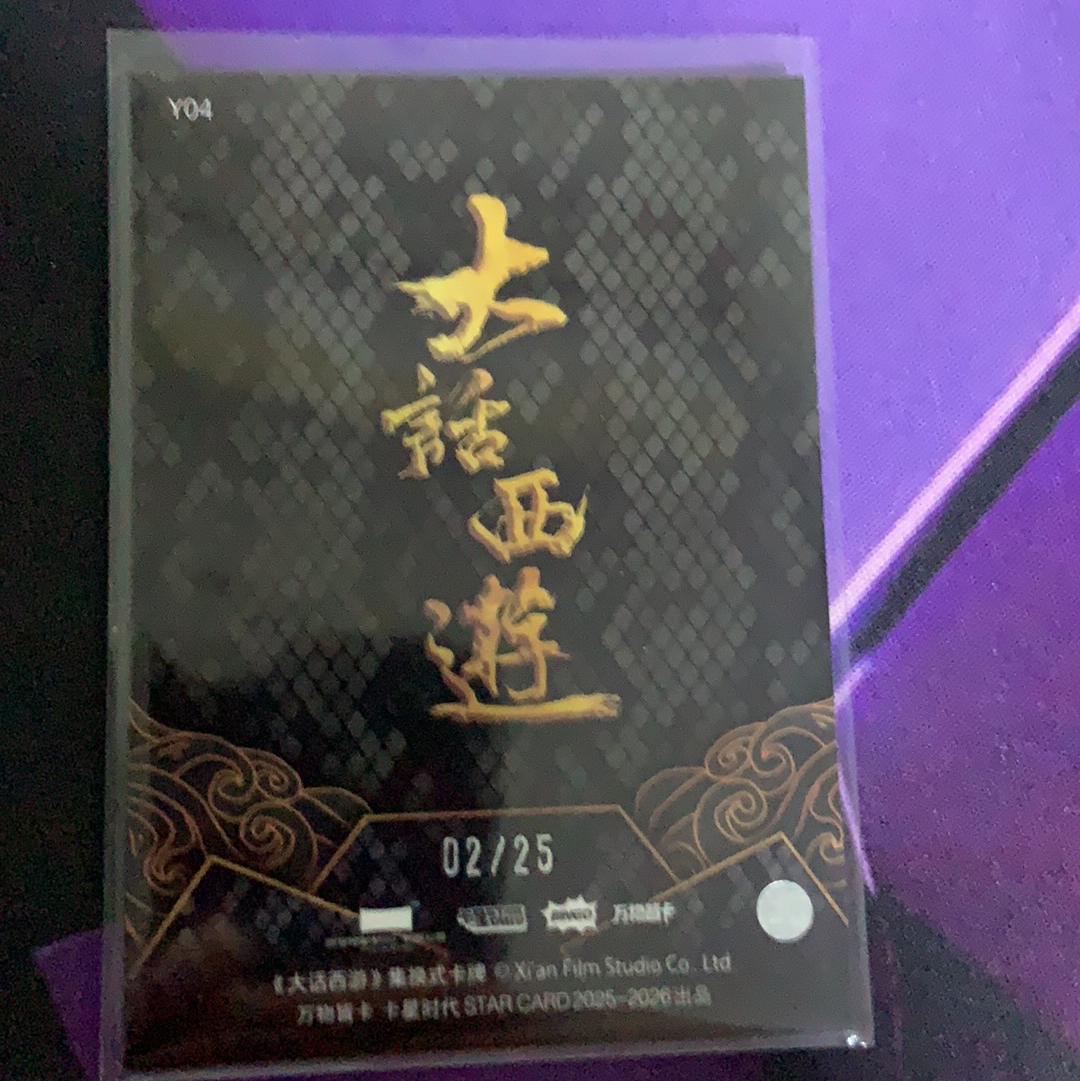 Y04
大
話
西
遊
02/25
万物皆卡
《大话西游》集换式卡牌 © Xi'an Film Studio Co. Ltd
万物皆卡 卡星时代 STAR CARD 2025-2026出品